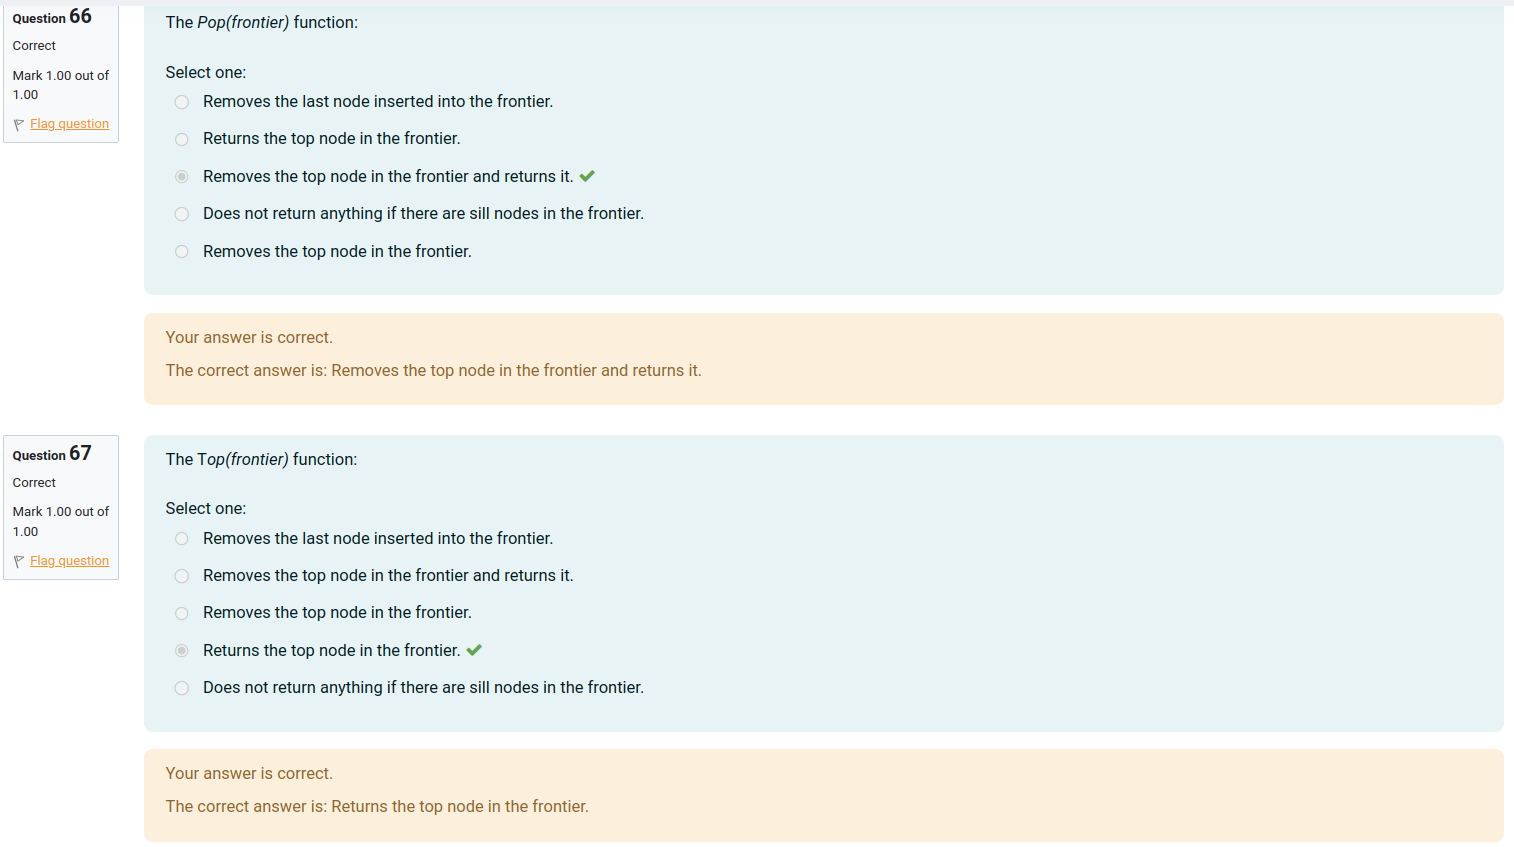 Question 66
Correct
Mark 1.00 out of
1.00
Flag question
The Pop(frontier) function:
Select one:
Removes the last node inserted into the frontier.
Returns the top node in the frontier.
Removes the top node in the frontier and returns it.
Does not return anything if there are sill nodes in the frontier.
Removes the top node in the frontier.
Your answer is correct.
The correct answer is: Removes the top node in the frontier and returns it.
Question 67
Correct
Mark 1.00 out of
1.00
Flag question
The Top(frontier) function:
Select one:
Removes the last node inserted into the frontier.
Removes the top node in the frontier and returns it.
Removes the top node in the frontier.
Returns the top node in the frontier.
Does not return anything if there are sill nodes in the frontier.
Your answer is correct.
The correct answer is: Returns the top node in the frontier.